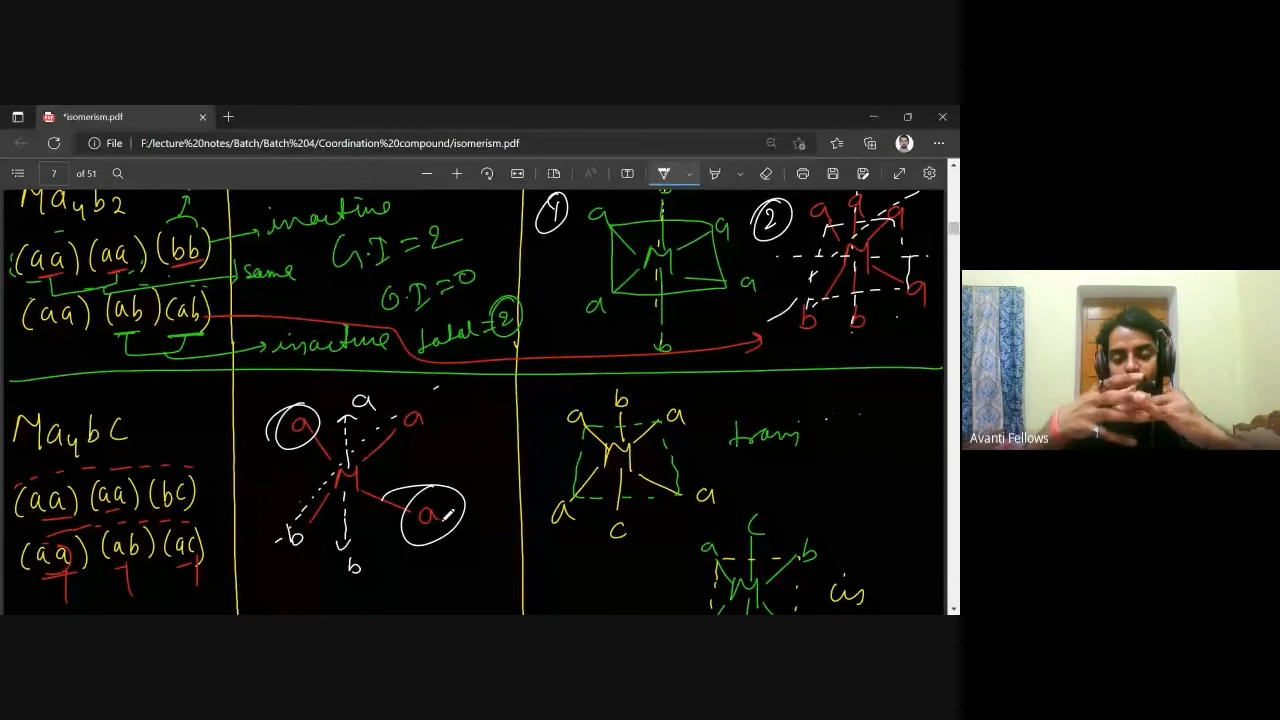 *isomerism.pdf
File F:/lecture%20notes/Batch/Batch%204/Coordination%20compound/isomerism.pdf
7 of 51
Ma4b2
(aa) (aa) (bb)
inactive
same
(aa) (ab) (ab)
inactive
G.I = 2
O.I = 0
total = 2
1
b
a a
M
a a
b
2
a a a
M
a
b b
Ma4bc
(aa) (aa) (bc)
(aa) (ab) (ac)
a
a a
M
b a
b
b
a a
M
a a
c
trans
c
a b
M
cis
Avanti Fellows